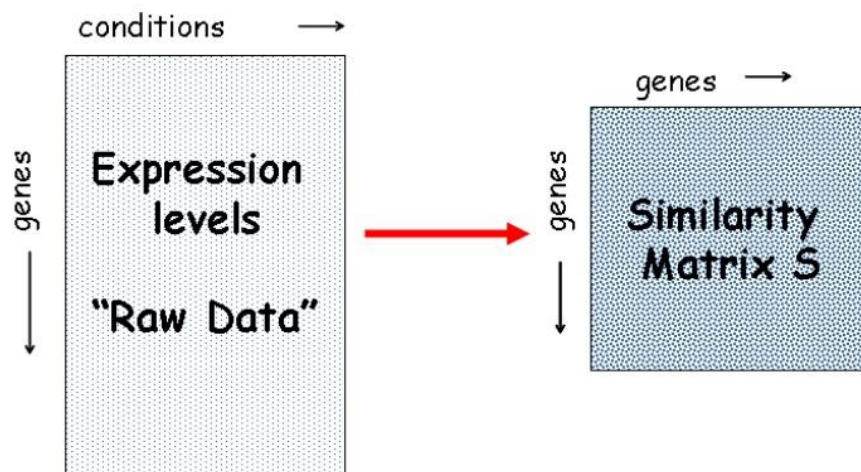 conditions
genes
Expression
levels
"Raw Data"
genes
genes
Similarity
Matrix S